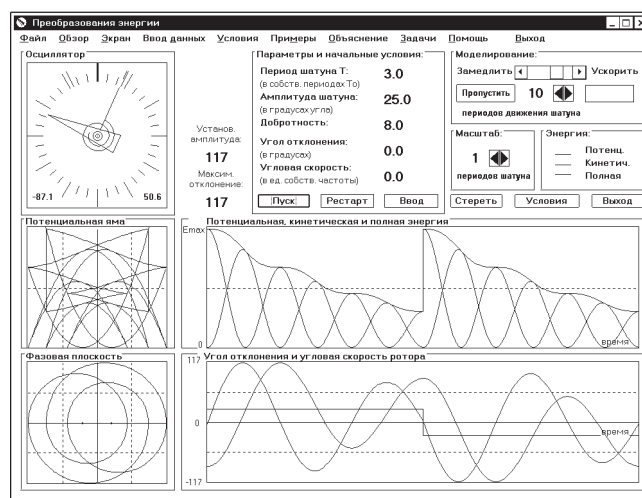 Преобразования энергии
Файл Обзор Экран Ввод данных Условия Примеры Объяснение Задачи Помощь Выход
Осциллятор
-87.1 50.6
Установ. амплитуда:
117
Максим. отклонение:
117
Параметры и начальные условия:
Период шатуна T: 3.0
(в собств. периодах То)
Амплитуда шатуна: 25.0
(в градусах угла)
Добротность: 8.0
Угол отклонения: 0.0
(в градусах)
Угловая скорость: 0.0
(в ед. собств. частоты)
Пуск Рестарт Ввод
Моделирование:
Замедлить Ускорить
Пропустить 10
периодов движения шатуна
Масштаб:
1
периодов шатуна
Энергия:
Потенц.
Кинетич.
Полная
Стереть Условия Выход
Потенциальная яма
Потенциальная, кинетическая и полная энергия
Emax
0
время
Фазовая плоскость
Угол отклонения и угловая скорость ротора
117
0
-117
время